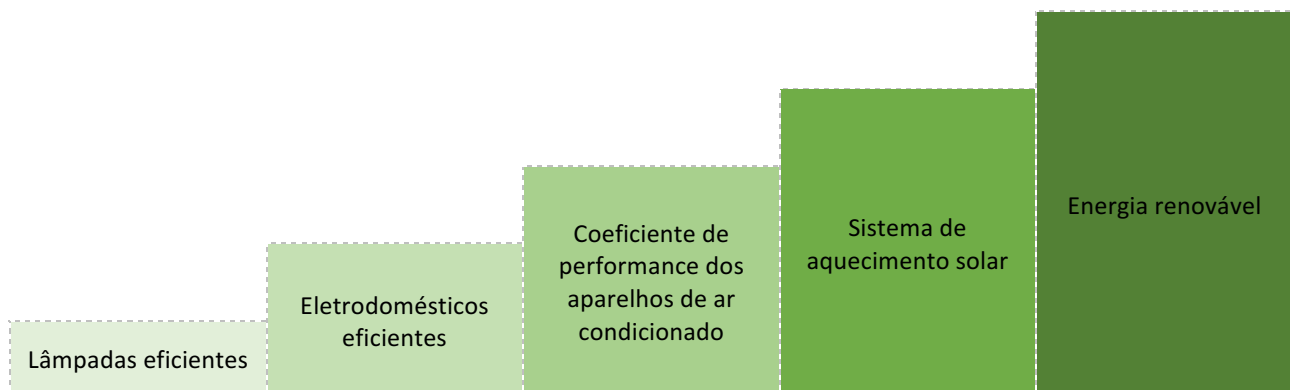 Lâmpadas eficientes
Eletrodomésticos
eficientes
Coeficiente de
performance dos
aparelhos de ar
condicionado
Sistema de
aquecimento solar
Energia renovável